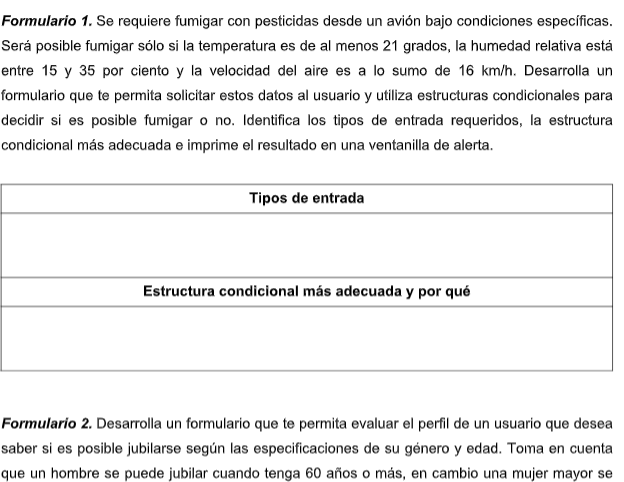 Formulario 1. Se requiere fumigar con pesticidas desde un avión bajo condiciones específicas.
Será posible fumigar sólo si la temperatura es de al menos 21 grados, la humedad relativa está
entre 15 y 35 por ciento y la velocidad del aire es a lo sumo de 16 km/h. Desarrolla un
formulario que te permita solicitar estos datos al usuario y utiliza estructuras condicionales para
decidir si es posible fumigar o no. Identifica los tipos de entrada requeridos, la estructura
condicional más adecuada e imprime el resultado en una ventanilla de alerta.
Tipos de entrada
Estructura condicional más adecuada y por qué
Formulario 2. Desarrolla un formulario que te permita evaluar el perfil de un usuario que desea
saber si es posible jubilarse según las especificaciones de su género y edad. Toma en cuenta
que un hombre se puede jubilar cuando tenga 60 años o más, en cambio una mujer mayor se